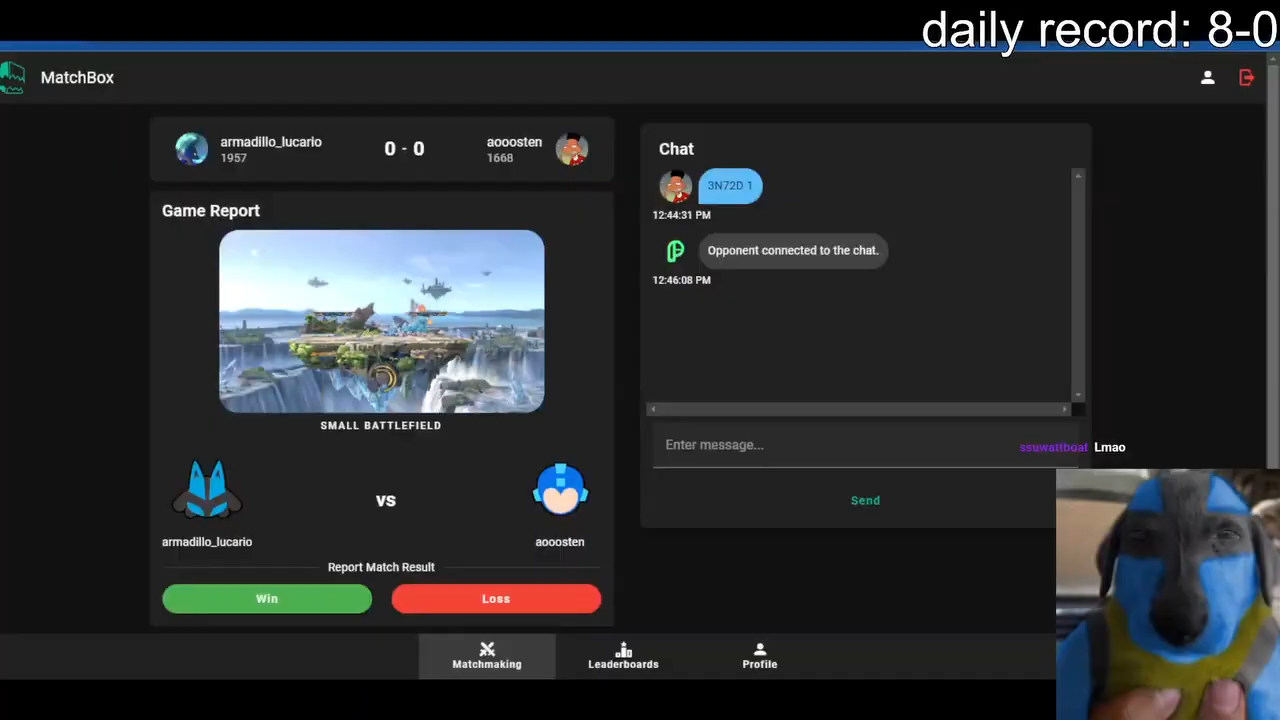 daily record: 8-0
MatchBox
armadillo_lucario
1957
0 - 0
aooosten
1668
Game Report
SMALL BATTLEFIELD
vs
armadillo_lucario
aooosten
Report Match Result
Win
Loss
Chat
3N72D 1
12:44:31 PM
Opponent connected to the chat.
12:46:08 PM
Enter message...
ssuwattboat Lmao
Send
Matchmaking
Leaderboards
Profile